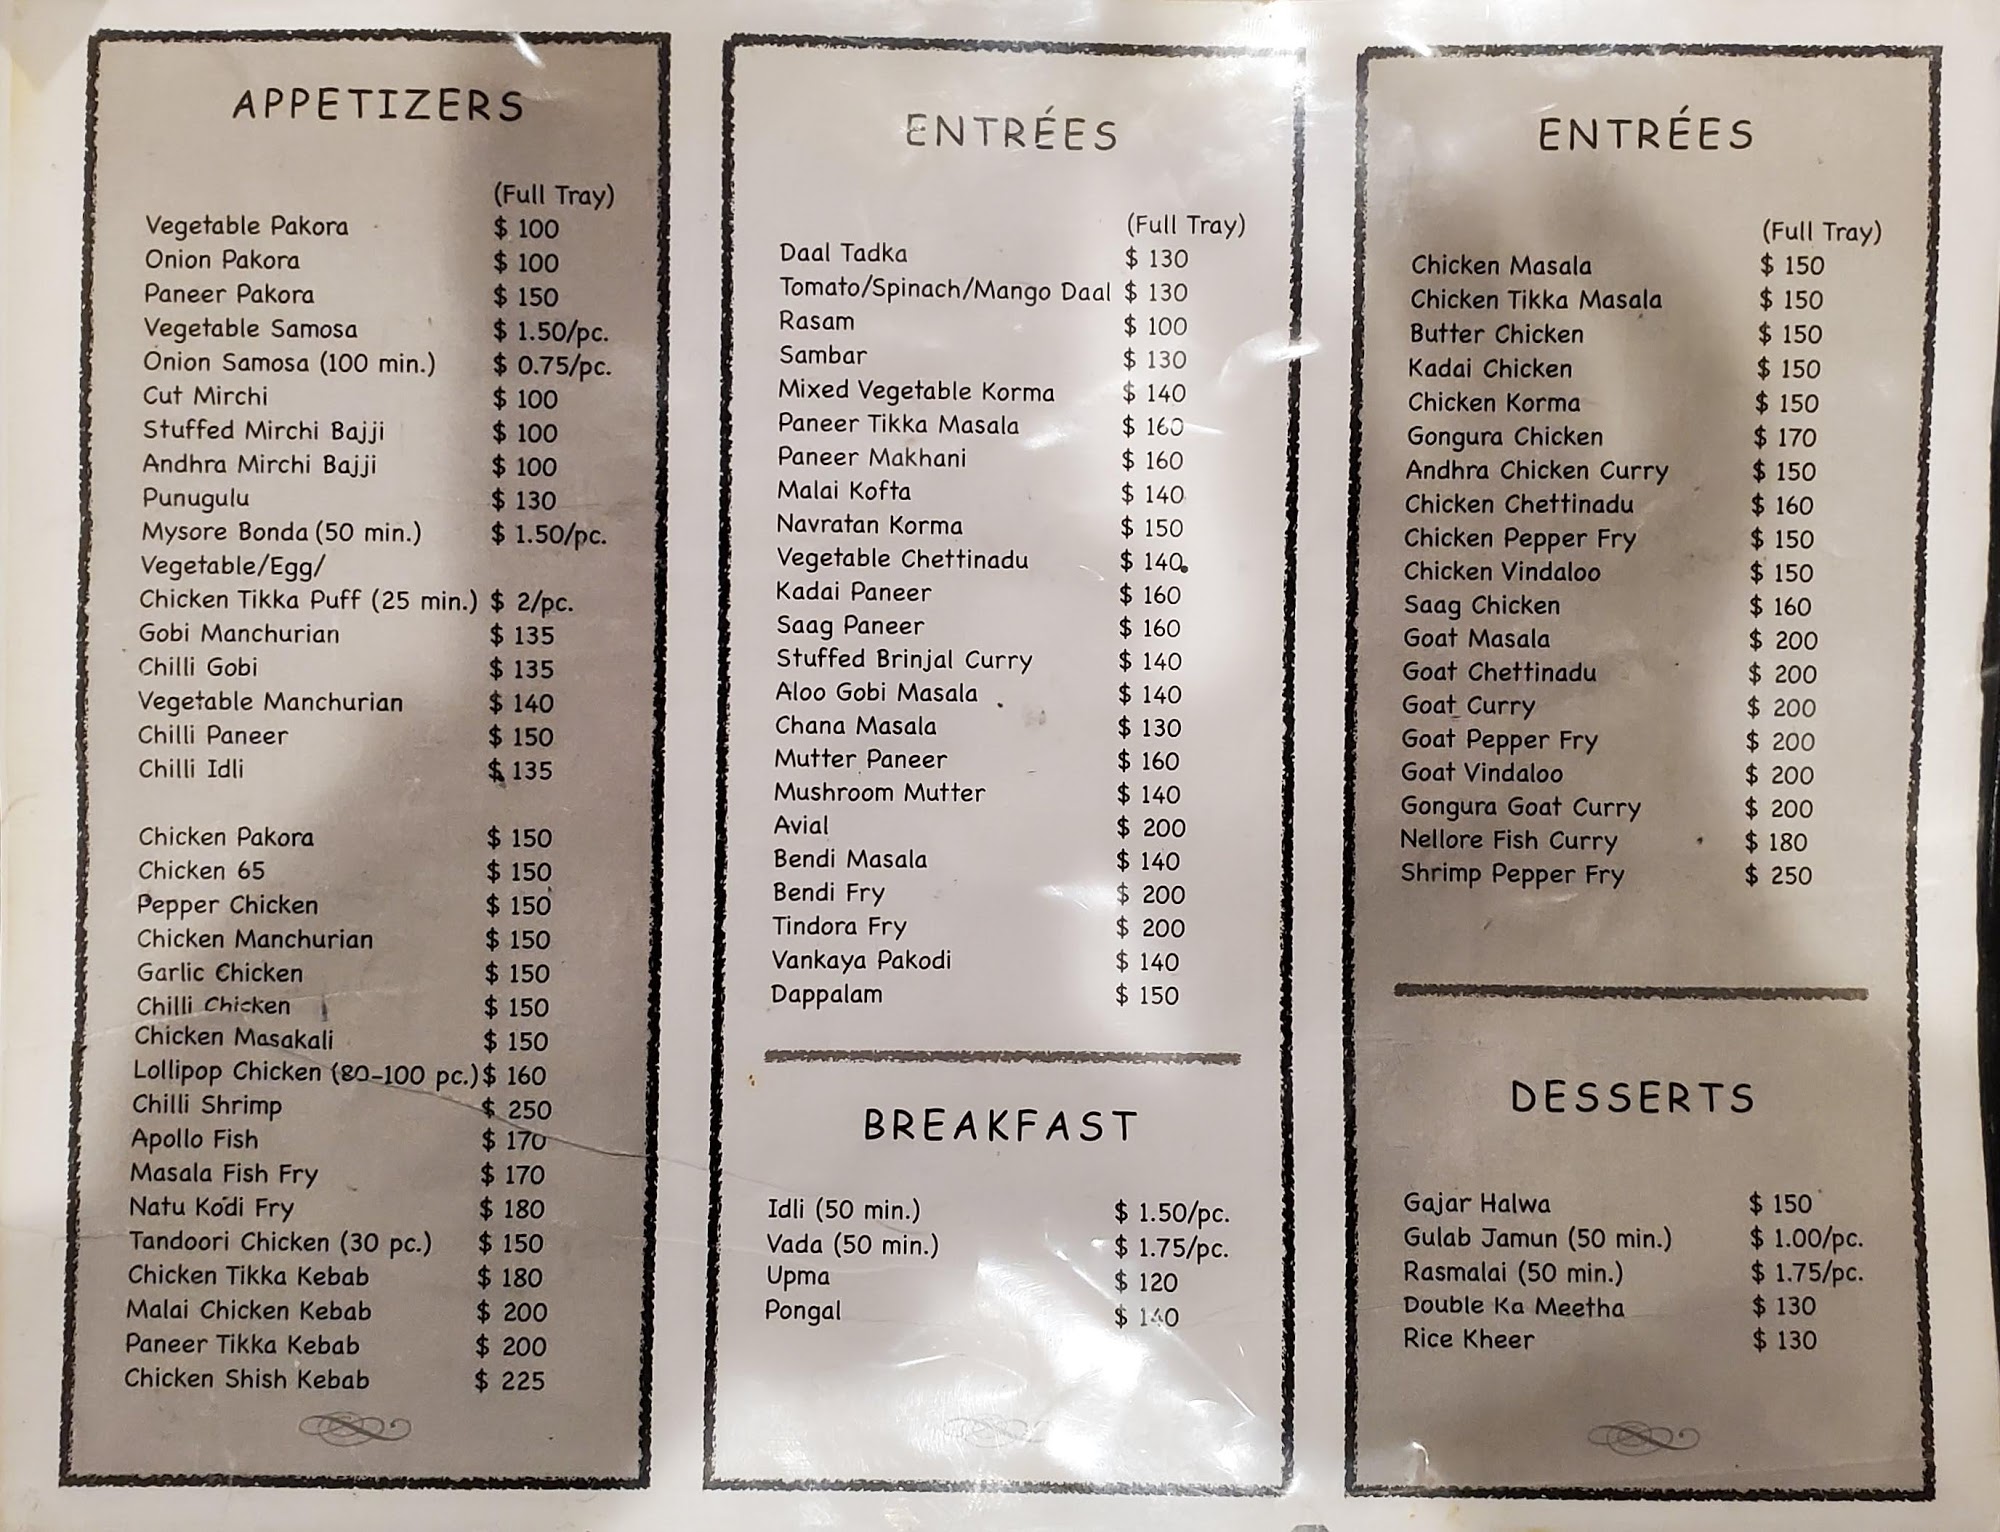 APPETIZERS
(Full Tray)
Vegetable Pakora $ 100
Onion Pakora $ 100
Paneer Pakora $ 150
Vegetable Samosa $ 1.50/pc.
Onion Samosa (100 min.) $ 0.75/pc.
Cut Mirchi $ 100
Stuffed Mirchi Bajji $ 100
Andhra Mirchi Bajji $ 100
Punugulu $ 130
Mysore Bonda (50 min.) $ 1.50/pc.
Vegetable/Egg/
Chicken Tikka Puff (25 min.) $ 2/pc.
Gobi Manchurian $ 135
Chilli Gobi $ 135
Vegetable Manchurian $ 140
Chilli Paneer $ 150
Chilli Idli $ 135
Chicken Pakora $ 150
Chicken 65 $ 150
Pepper Chicken $ 150
Chicken Manchurian $ 150
Garlic Chicken $ 150
Chilli Chicken $ 150
Chicken Masakali $ 150
Lollipop Chicken (80-100 pc.) $ 160
Chilli Shrimp $ 250
Apollo Fish $ 170
Masala Fish Fry $ 170
Natu Kodi Fry $ 180
Tandoori Chicken (30 pc.) $ 150
Chicken Tikka Kebab $ 180
Malai Chicken Kebab $ 200
Paneer Tikka Kebab $ 200
Chicken Shish Kebab $ 225
ENTRÉES
(Full Tray)
Daal Tadka $ 130
Tomato/Spinach/Mango Daal $ 130
Rasam $ 100
Sambar $ 130
Mixed Vegetable Korma $ 140
Paneer Tikka Masala $ 160
Paneer Makhani $ 160
Malai Kofta $ 140
Navratan Korma $ 150
Vegetable Chettinadu $ 140
Kadai Paneer $ 160
Saag Paneer $ 160
Stuffed Brinjal Curry $ 140
Aloo Gobi Masala $ 140
Chana Masala $ 130
Mutter Paneer $ 160
Mushroom Mutter $ 140
Avial $ 200
Bendi Masala $ 140
Bendi Fry $ 200
Tindora Fry $ 200
Vankaya Pakodi $ 140
Dappalam $ 150
BREAKFAST
Idli (50 min.) $ 1.50/pc.
Vada (50 min.) $ 1.75/pc.
Upma $ 120
Pongal $ 140
ENTRÉES
(Full Tray)
Chicken Masala $ 150
Chicken Tikka Masala $ 150
Butter Chicken $ 150
Kadai Chicken $ 150
Chicken Korma $ 150
Gongura Chicken $ 170
Andhra Chicken Curry $ 150
Chicken Chettinadu $ 160
Chicken Pepper Fry $ 150
Chicken Vindaloo $ 150
Saag Chicken $ 160
Goat Masala $ 200
Goat Chettinadu $ 200
Goat Curry $ 200
Goat Pepper Fry $ 200
Goat Vindaloo $ 200
Gongura Goat Curry $ 200
Nellore Fish Curry $ 180
Shrimp Pepper Fry $ 250
DESSERTS
Gajar Halwa $ 150
Gulab Jamun (50 min.) $ 1.00/pc.
Rasmalai (50 min.) $ 1.75/pc.
Double Ka Meetha $ 130
Rice Kheer $ 130